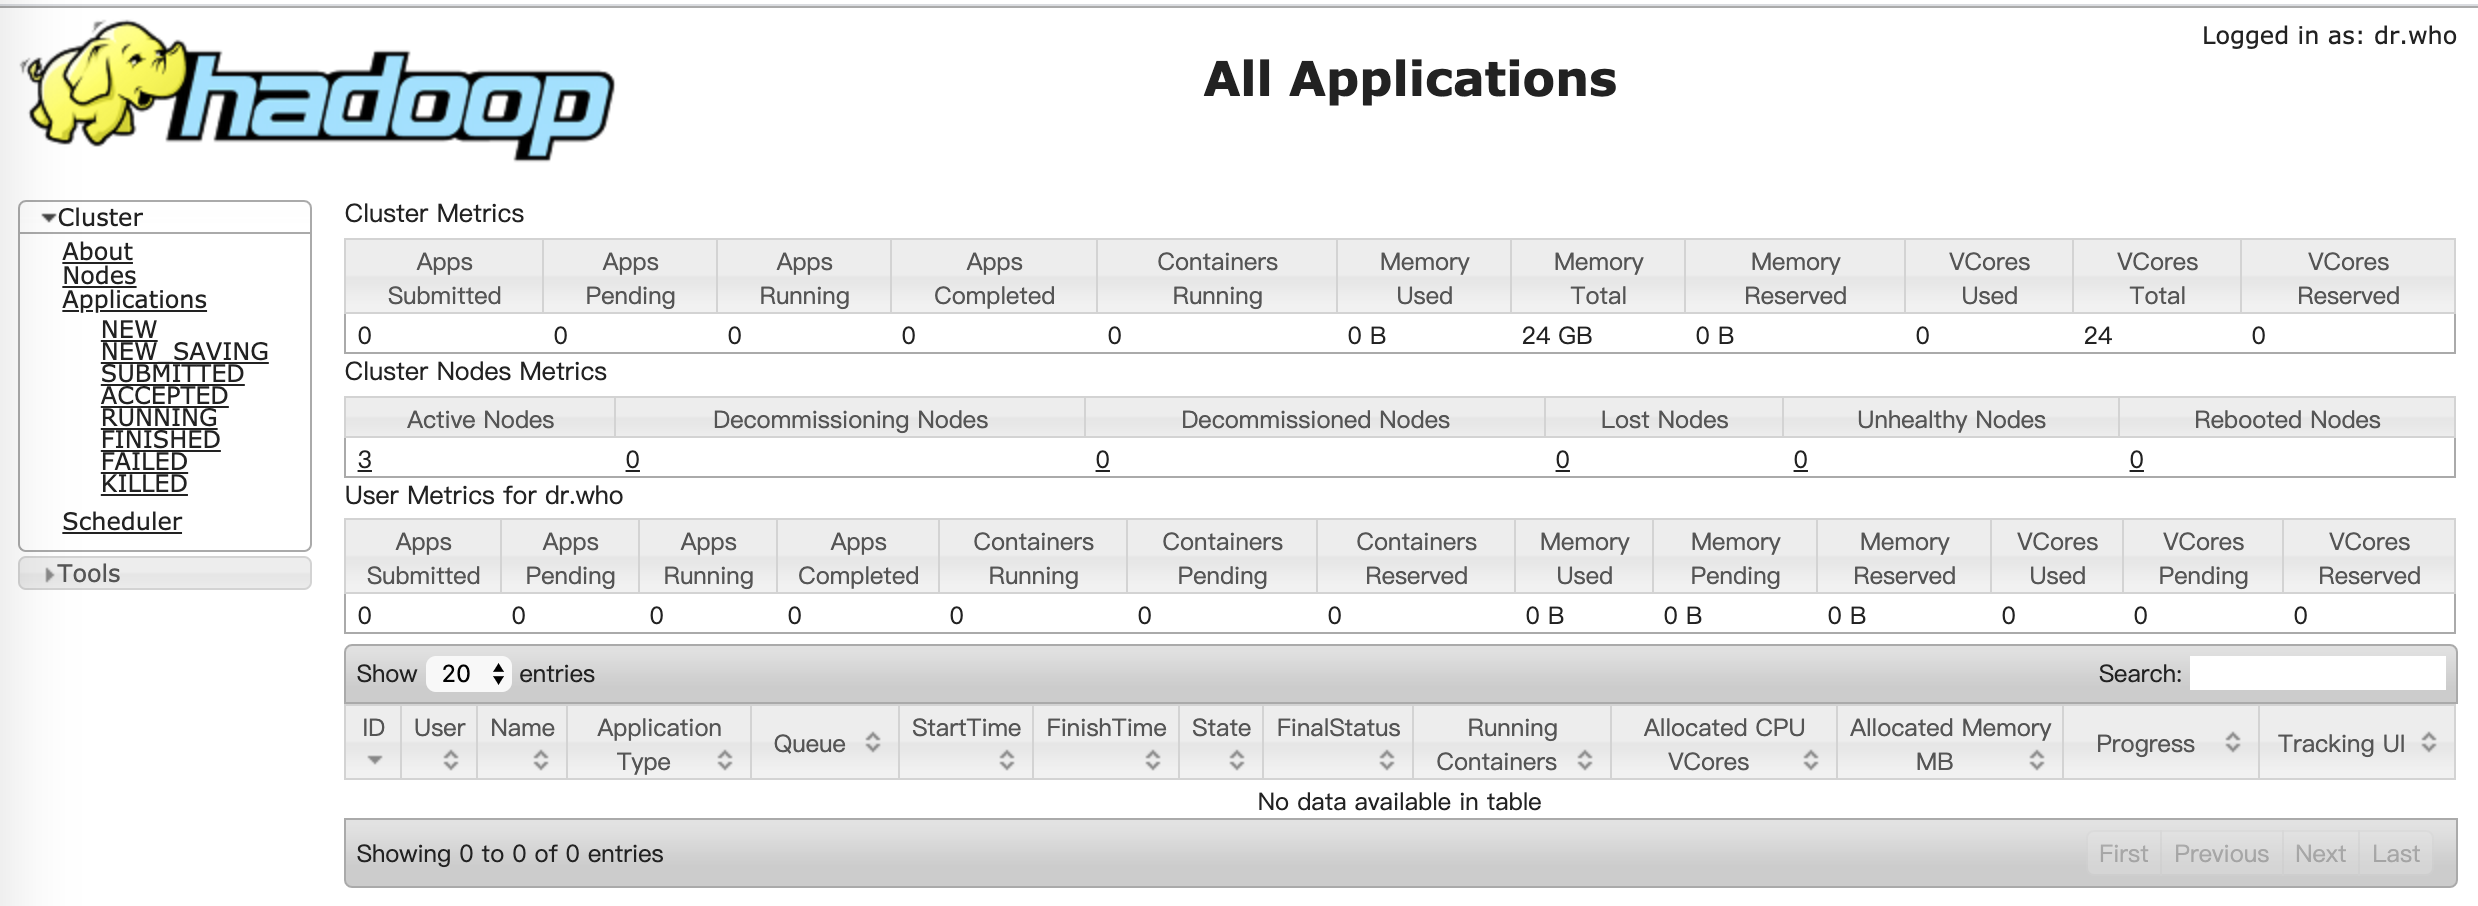 hadoop
All Applications
Logged in as: dr.who
Cluster
About
Nodes
Applications
NEW
NEW_SAVING
SUBMITTED
ACCEPTED
RUNNING
FINISHED
FAILED
KILLED
Scheduler
Tools
Cluster Metrics
Apps Submitted Apps Pending Apps Running Apps Completed Containers Running Memory Used Memory Total Memory Reserved VCores Used VCores Total VCores Reserved
0 0 0 0 0 0 B 24 GB 0 B 0 24 0
Cluster Nodes Metrics
Active Nodes Decommissioning Nodes Decommissioned Nodes Lost Nodes Unhealthy Nodes Rebooted Nodes
3 0 0 0 0 0
User Metrics for dr.who
Apps Submitted Apps Pending Apps Running Apps Completed Containers Running Containers Pending Containers Reserved Memory Used Memory Pending Memory Reserved VCores Used VCores Pending VCores Reserved
0 0 0 0 0 0 0 0 B 0 B 0 B 0 0 0
Show 20 entries Search:
ID User Name Application Type Queue StartTime FinishTime State FinalStatus Running Containers Allocated CPU VCores Allocated Memory MB Progress Tracking UI
No data available in table
Showing 0 to 0 of 0 entries First Previous Next Last